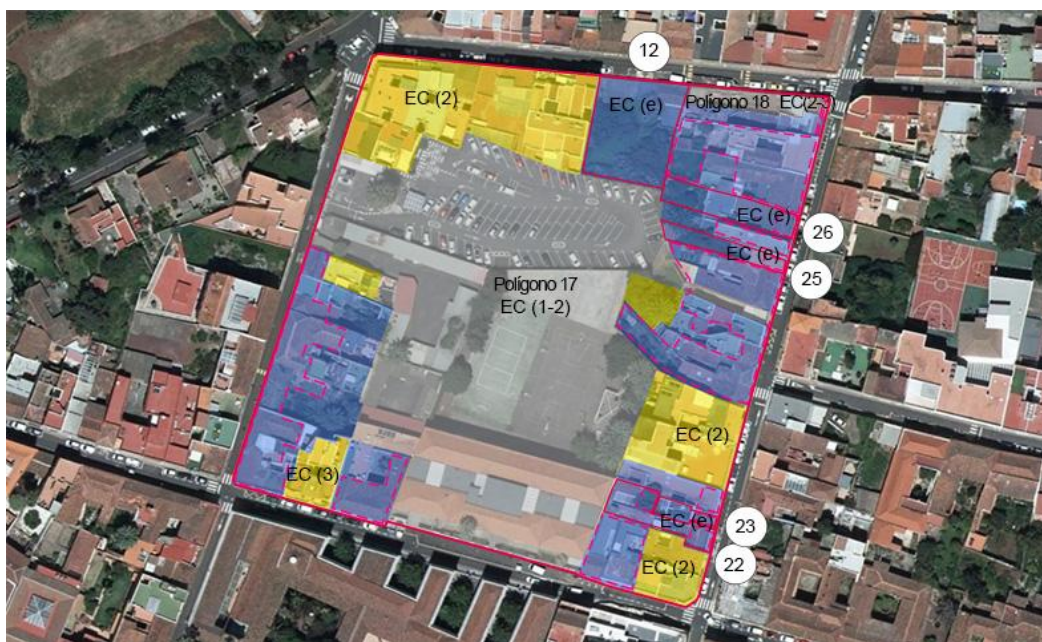 12
EC (2)
EC (e)
Polígono 18 EC(2-3
EC (e)
26
EC (e)
25
Polígono 17
EC (1-2)
EC (2)
EC (3)
EC (e)
23
EC (2)
22